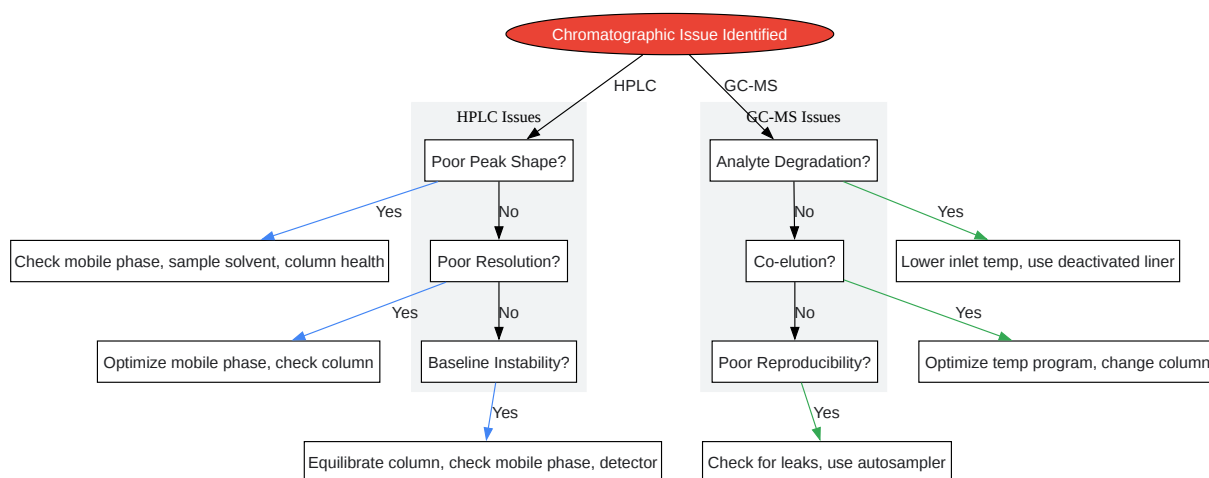 Chromatographic Issue Identified
HPLC
GC-MS
HPLC Issues
GC-MS Issues
Poor Peak Shape?
Analyte Degradation?
Yes
No
No
Yes
Check mobile phase, sample solvent, column health
Poor Resolution?
Co-elution?
Lower inlet temp, use deactivated liner
Yes
No
No
Yes
Optimize mobile phase, check column
Baseline Instability?
Poor Reproducibility?
Optimize temp program, change column
Yes
Yes
Equilibrate column, check mobile phase, detector
Check for leaks, use autosampler